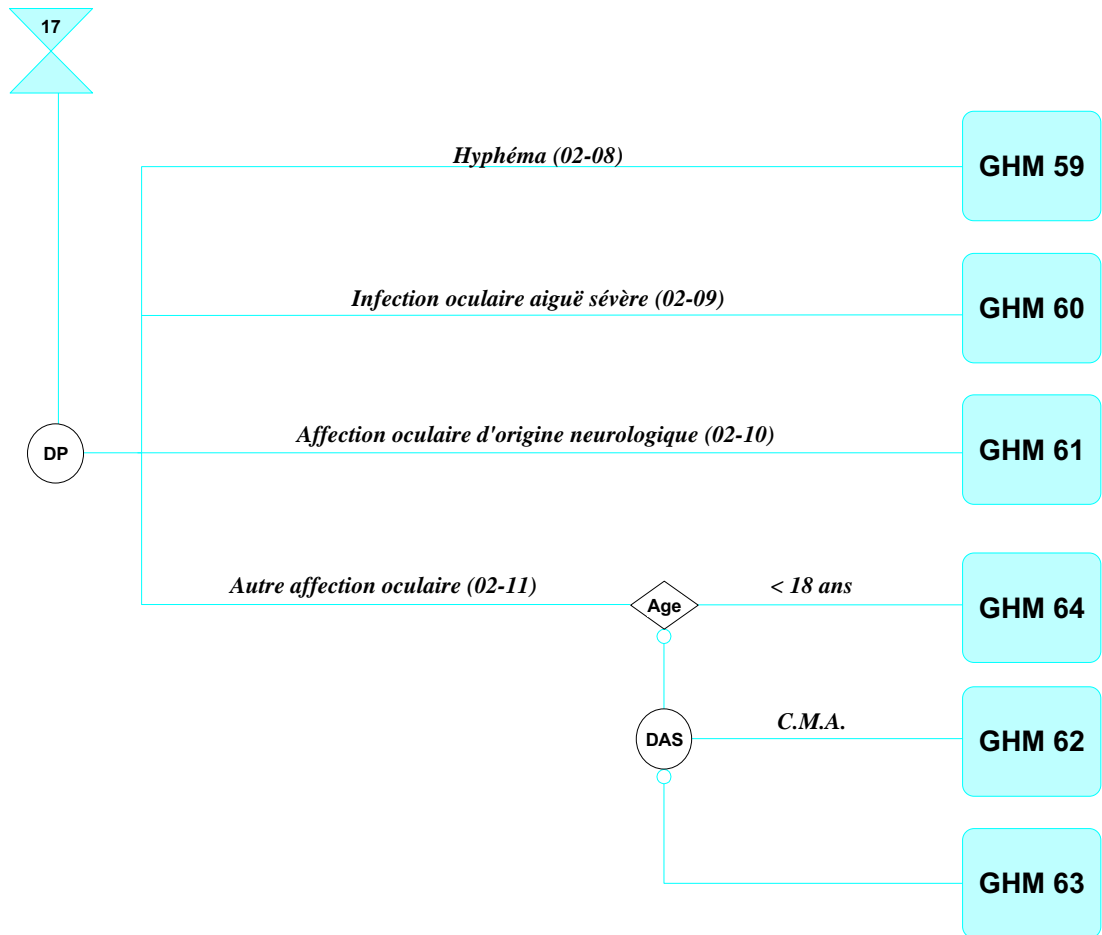 17
Hyphéma (02-08)
GHM 59
Infection oculaire aiguë sévère (02-09)
GHM 60
Affection oculaire d'origine neurologique (02-10)
DP
GHM 61
Autre affection oculaire (02-11)
Age
< 18 ans
GHM 64
DAS
C.M.A.
GHM 62
GHM 63